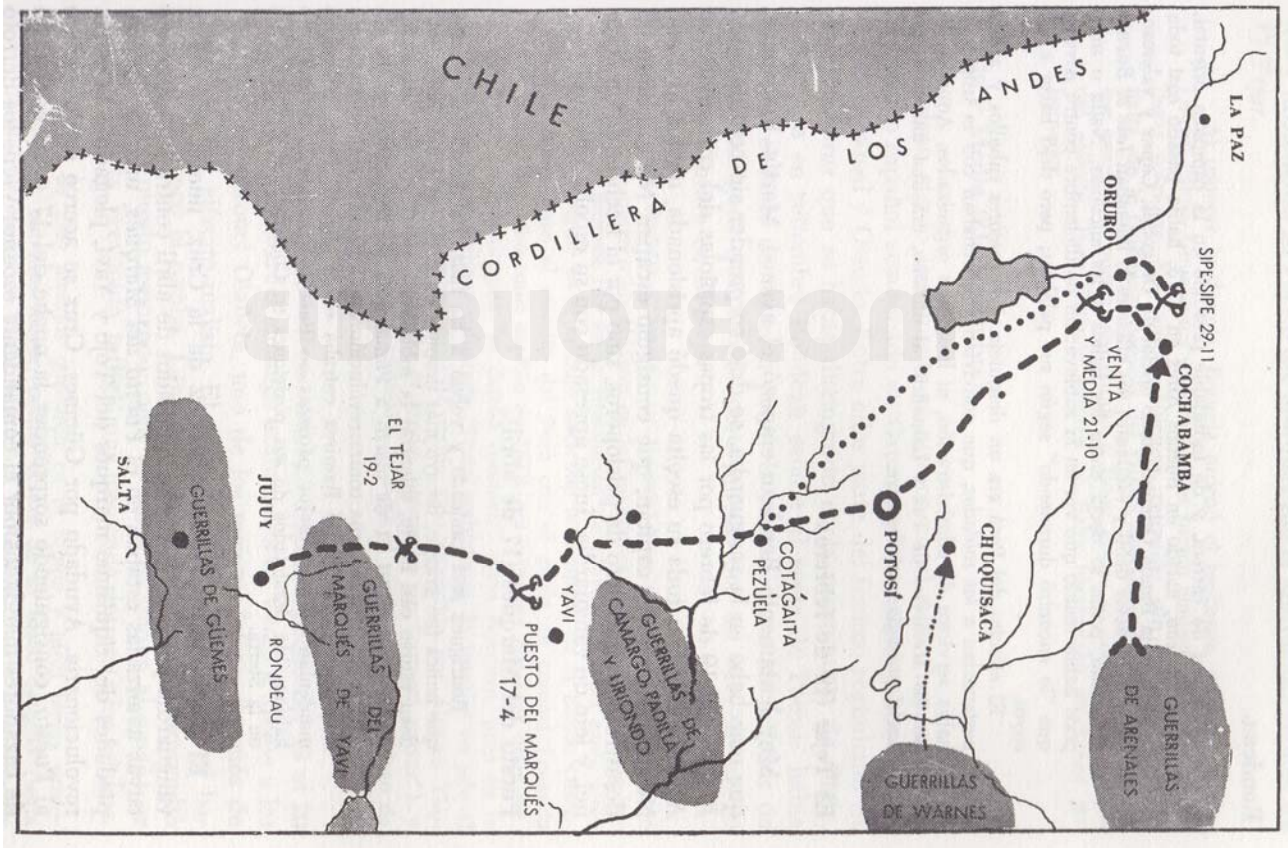 CHILE
CORDILLERA DE LOS ANDES
LA PAZ
ORURO
SIPE-SIPE 29-11
COCHABAMBA
VENTA
Y MEDIA 21-10
CHUQUISACA
POTOSÍ
COTAGAITA
PEZUELA
GUERRILLAS
DE ARENALES
GUERRILLAS
DE WARNES
GUERRILLAS DE
CAMARGO, PADILLA
Y URIONDO
YAVI
PUESTO DEL MARQUÉS
17-4
EL TEJAR
19-2
GUERRILLAS DEL
MARQUÉS DE YAVI
RONDEAU
JUJUY
GUERRILLAS DE GÜEMES
SALTA